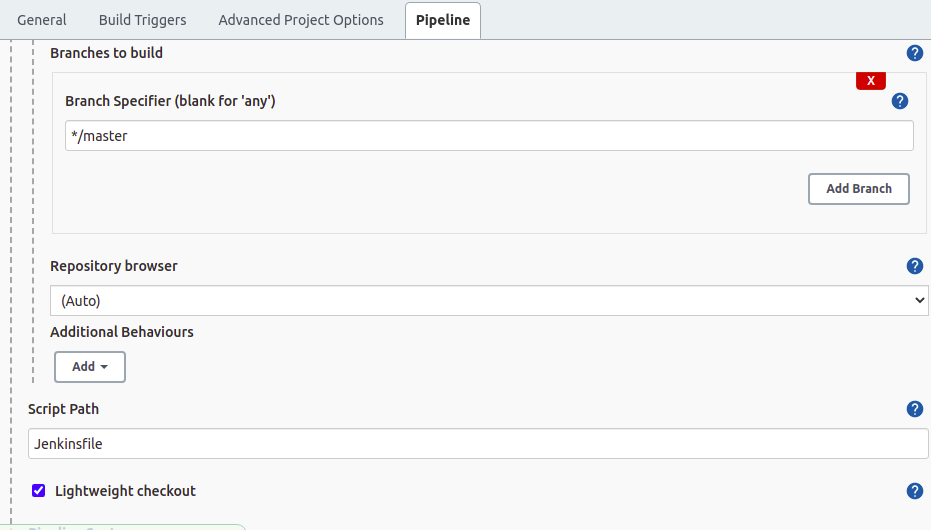 General Build Triggers Advanced Project Options Pipeline
Branches to build ?
X
Branch Specifier (blank for 'any') ?
*/master
Add Branch
Repository browser ?
(Auto)
Additional Behaviours
Add
Script Path ?
Jenkinsfile
Lightweight checkout ?